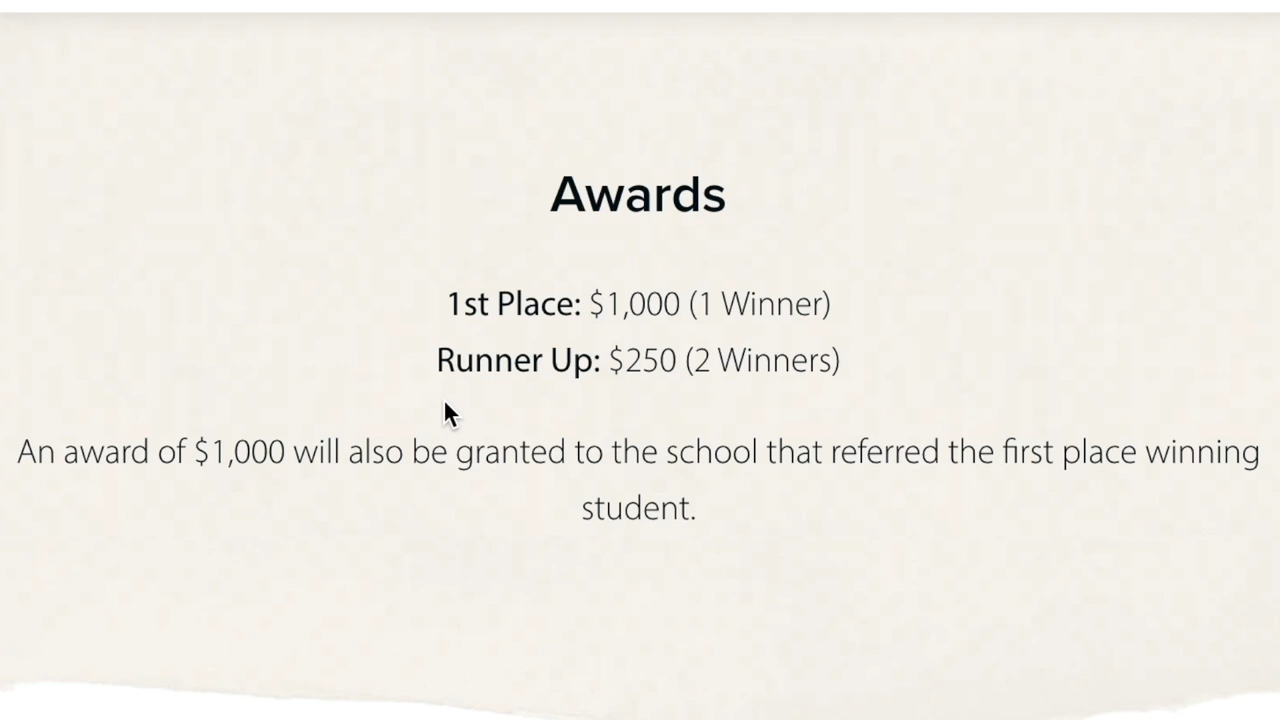 Awards
1st Place: $1,000 (1 Winner)
Runner Up: $250 (2 Winners)
An award of $1,000 will also be granted to the school that referred the first place winning
student.